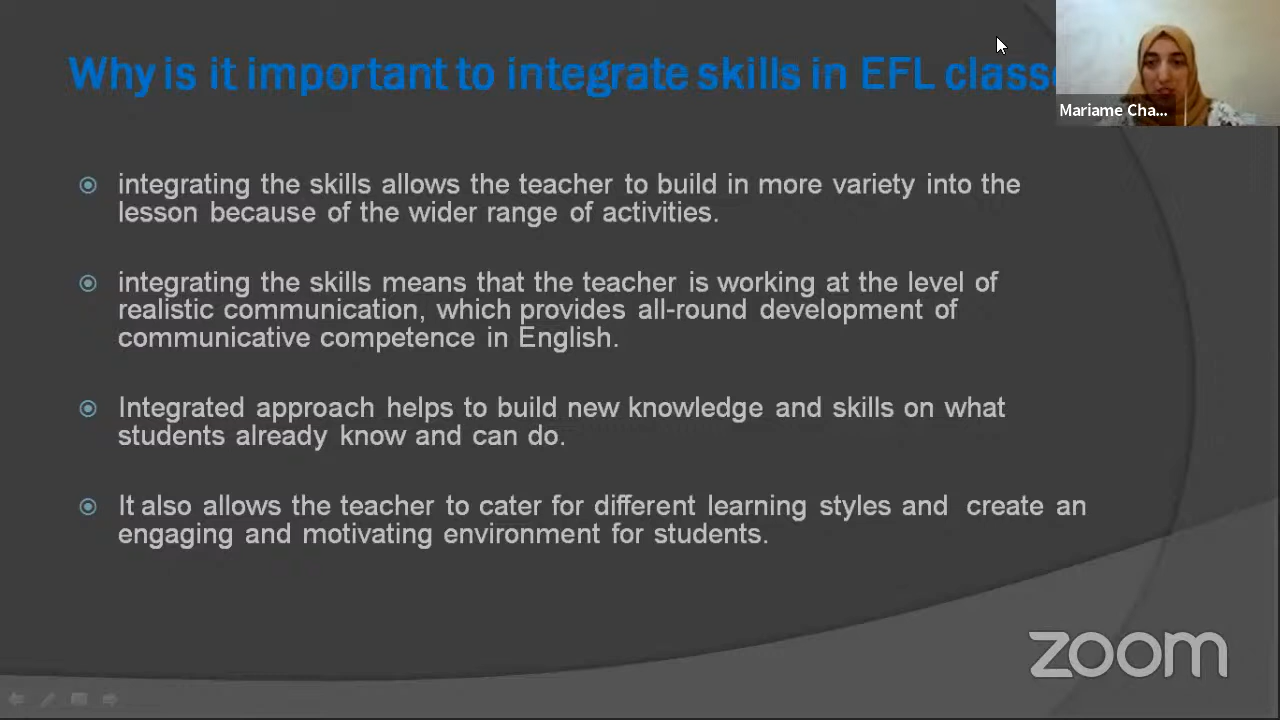 Why is it important to integrate skills in EFL
Mariame Cha...
integrating the skills allows the teacher to build in more variety into the
lesson because of the wider range of activities.
integrating the skills means that the teacher is working at the level of
realistic communication, which provides all-round development of
communicative competence in English.
Integrated approach helps to build new knowledge and skills on what
students already know and can do.
It also allows the teacher to cater for different learning styles and create an
engaging and motivating environment for students.
zoom